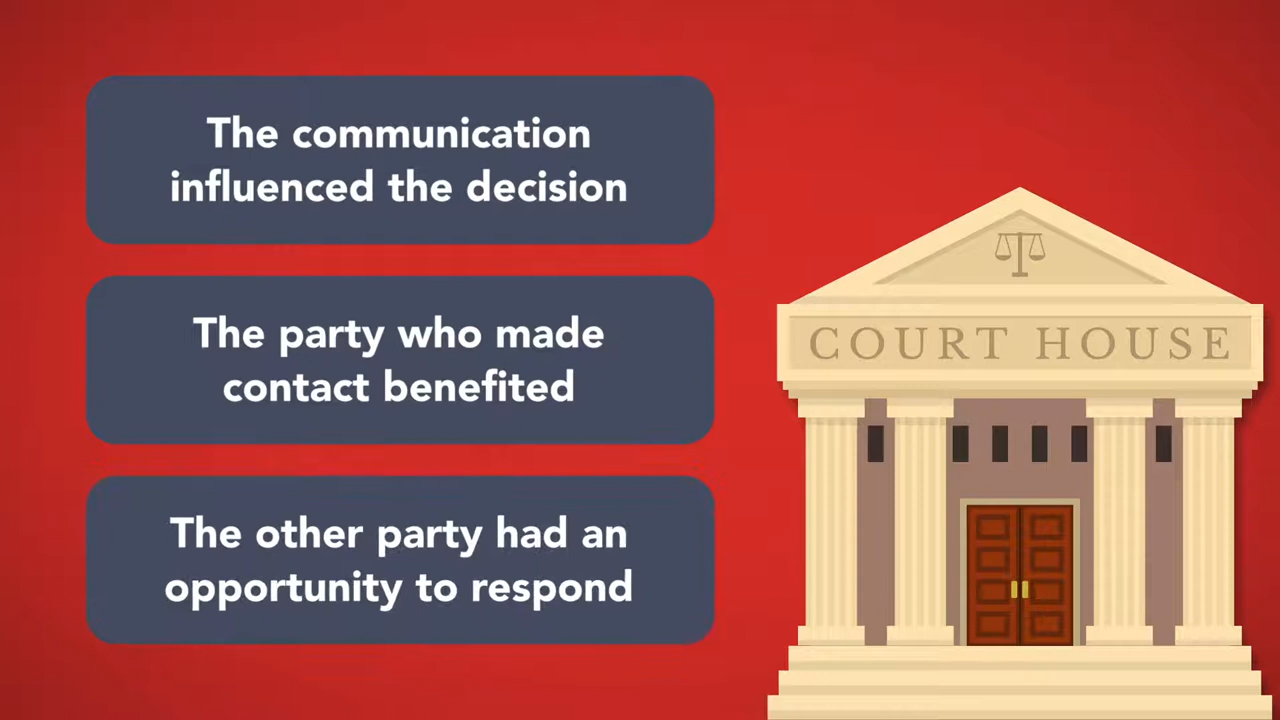 The communication
influenced the decision
The party who made
contact benefited
The other party had an
opportunity to respond
COURT HOUSE